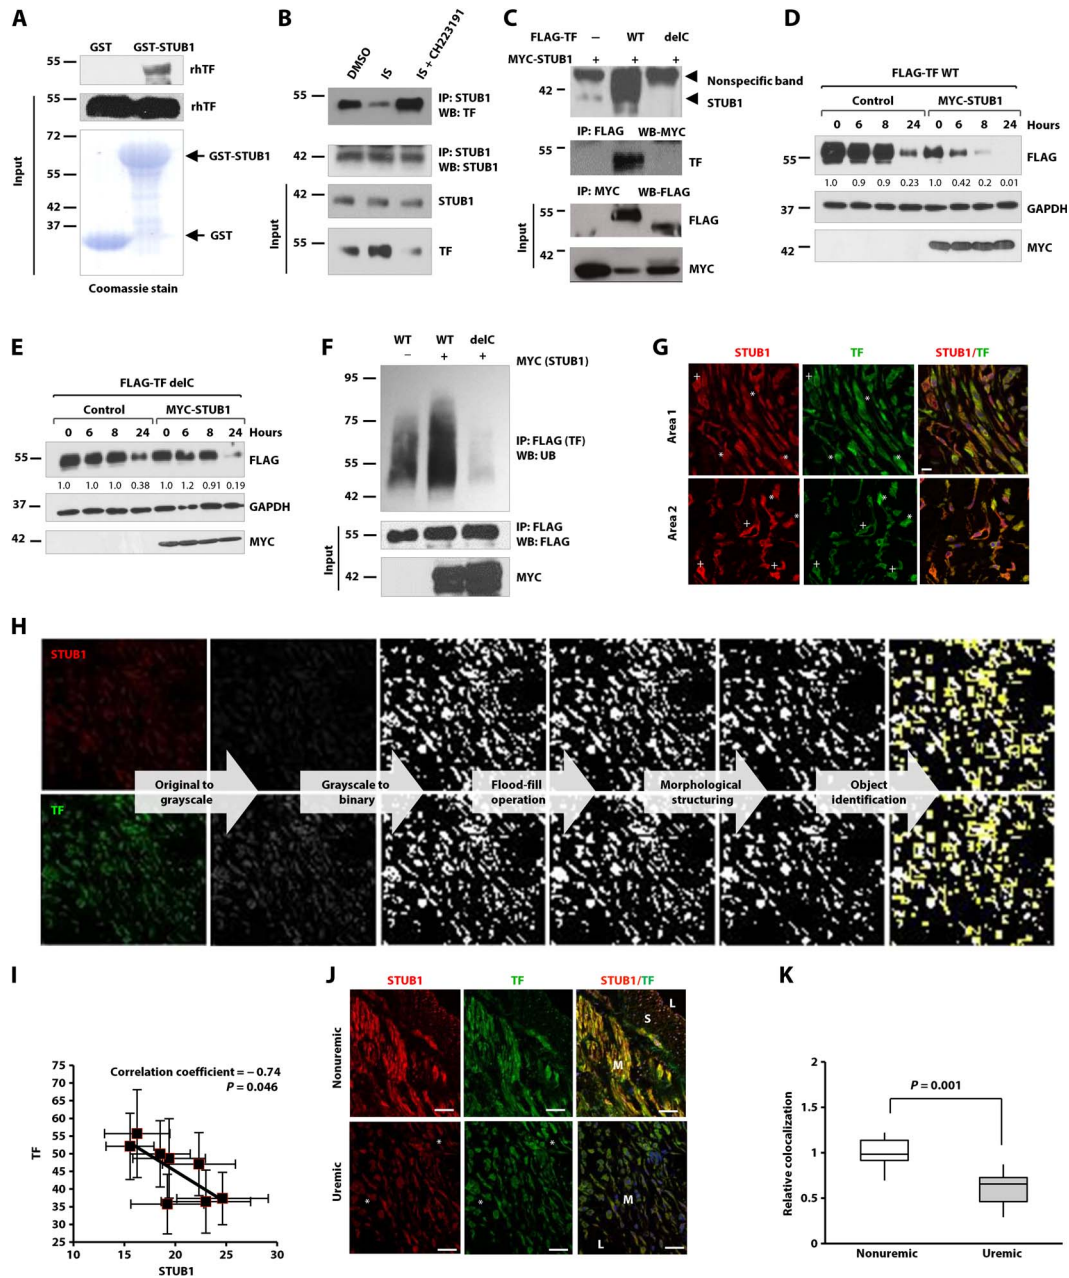 A
GST GST-STUB1
55
rhTF
55
rhTF
72
55
GST-STUB1
42
37
GST
Input
Coomassie stain
B
DMSO IS IS + CH223191
55
IP: STUB1
WB: TF
42
IP: STUB1
WB: STUB1
42
STUB1
55
TF
Input
C
FLAG-TF – WT delC
MYC-STUB1 + + +
42
Nonspecific band
STUB1
IP: FLAG WB-MYC
55
TF
IP: MYC WB-FLAG
55
FLAG
42
MYC
Input
D
FLAG-TF WT
Control MYC-STUB1
0 6 8 24 0 6 8 24 Hours
55
FLAG
1.0 0.9 0.9 0.23 1.0 0.42 0.2 0.01
37
GAPDH
42
MYC
E
FLAG-TF delC
Control MYC-STUB1
0 6 8 24 0 6 8 24 Hours
*
55
FLAG
1.0 1.0 1.0 0.38 1.0 1.2 0.91 0.19
37
GAPDH
42
MYC
F
WT WT delC
– + + MYC (STUB1)
95
75
55
42
IP: FLAG (TF)
WB: UB
55
IP: FLAG
WB: FLAG
42
MYC
Input
G
STUB1 TF STUB1/TF
Area 1
+ * * *
+ * * *
Area 2
* * + + +
* * + + +
H
STUB1
TF
Original to
grayscale
Grayscale to
binary
Flood-fill
operation
Morphological
structuring
Object
identification
I
Correlation coefficient = – 0.74
P = 0.046
75
70
65
60
55
50
45
40
35
30
25
TF
10 15 20 25 30
STUB1
J
STUB1 TF STUB1/TF
Nonuremic
L
S
M
Uremic
* *
* *
M
L
K
P = 0.001
2
1.5
1
0.5
0
Relative colocalization
Nonuremic Uremic